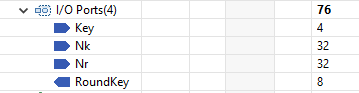 I/O Ports(4) 76
Key 4
Nk 32
Nr 32
RoundKey 8